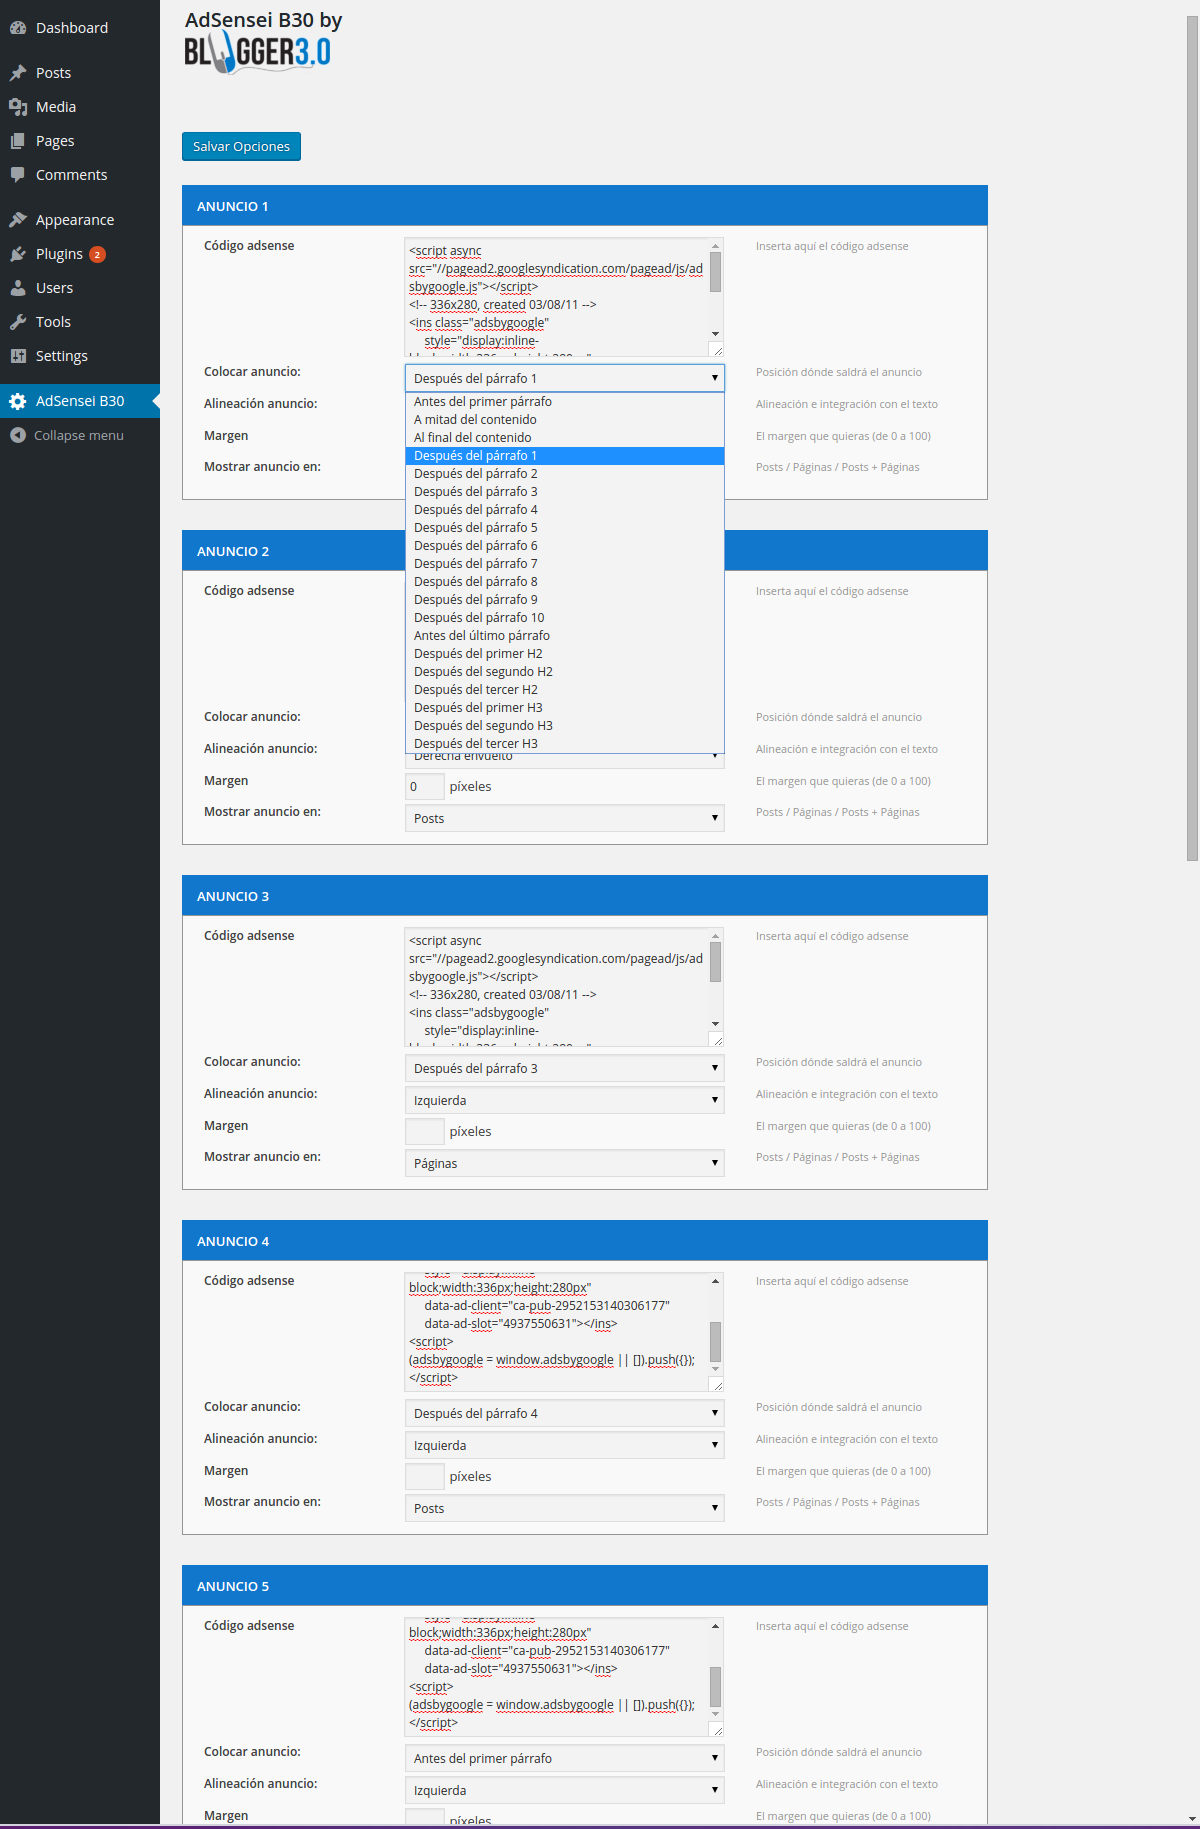 AdSensei B30 by
BLOGGER3.0
Dashboard
Posts
Media
Pages
Comments
Appearance
Plugins 2
Users
Tools
Settings
AdSensei B30
Collapse menu
Salvar Opciones
ANUNCIO 1
Código adsense
<script async
src="//pagead2.googlesyndication.com/pagead/js/ad
sbygoogle.js"></script>
<!-- 336x280, created 03/08/11 -->
<ins class="adsbygoogle"
style="display:inline-
Inserta aquí el código adsense
Colocar anuncio:
Después del párrafo 1
Posición dónde saldrá el anuncio
Alineación anuncio:
Alineación e integración con el texto
Margen
El margen que quieras (de 0 a 100)
Mostrar anuncio en:
Posts / Páginas / Posts + Páginas
Antes del primer párrafo
A mitad del contenido
Al final del contenido
Después del párrafo 1
Después del párrafo 2
Después del párrafo 3
Después del párrafo 4
Después del párrafo 5
Después del párrafo 6
Después del párrafo 7
Después del párrafo 8
Después del párrafo 9
Después del párrafo 10
Antes del último párrafo
Después del primer H2
Después del segundo H2
Después del tercer H2
Después del primer H3
Después del segundo H3
Después del tercer H3
ANUNCIO 2
Código adsense
Inserta aquí el código adsense
Colocar anuncio:
Posición dónde saldrá el anuncio
Alineación anuncio:
Derecha envuelto
Alineación e integración con el texto
Margen
0 píxeles
El margen que quieras (de 0 a 100)
Mostrar anuncio en:
Posts
Posts / Páginas / Posts + Páginas
ANUNCIO 3
Código adsense
<script async
src="//pagead2.googlesyndication.com/pagead/js/ad
sbygoogle.js"></script>
<!-- 336x280, created 03/08/11 -->
<ins class="adsbygoogle"
style="display:inline-
Inserta aquí el código adsense
Colocar anuncio:
Después del párrafo 3
Posición dónde saldrá el anuncio
Alineación anuncio:
Izquierda
Alineación e integración con el texto
Margen
píxeles
El margen que quieras (de 0 a 100)
Mostrar anuncio en:
Páginas
Posts / Páginas / Posts + Páginas
ANUNCIO 4
Código adsense
block;width:336px;height:280px"
data-ad-client="ca-pub-2952153140306177"
data-ad-slot="4937550631"></ins>
<script>
(adsbygoogle = window.adsbygoogle || []).push({});
</script>
Inserta aquí el código adsense
Colocar anuncio:
Después del párrafo 4
Posición dónde saldrá el anuncio
Alineación anuncio:
Izquierda
Alineación e integración con el texto
Margen
píxeles
El margen que quieras (de 0 a 100)
Mostrar anuncio en:
Posts
Posts / Páginas / Posts + Páginas
ANUNCIO 5
Código adsense
block;width:336px;height:280px"
data-ad-client="ca-pub-2952153140306177"
data-ad-slot="4937550631"></ins>
<script>
(adsbygoogle = window.adsbygoogle || []).push({});
</script>
Inserta aquí el código adsense
Colocar anuncio:
Antes del primer párrafo
Posición dónde saldrá el anuncio
Alineación anuncio:
Izquierda
Alineación e integración con el texto
Margen
píxeles
El margen que quieras (de 0 a 100)